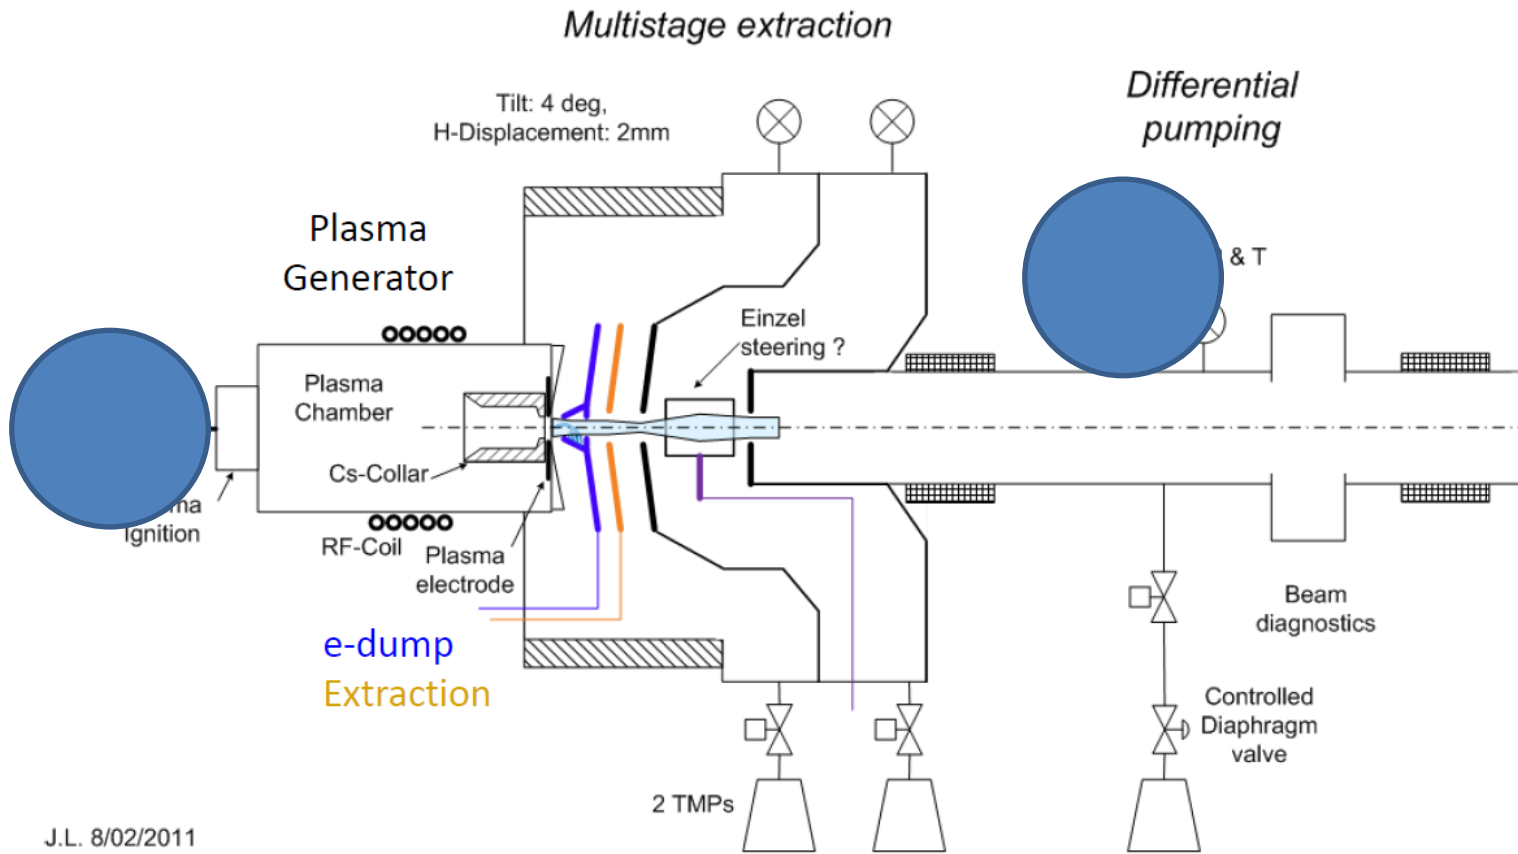 Multistage extraction
Differential
pumping
Tilt: 4 deg,
H-Displacement: 2mm
Plasma
Generator
& T
Einzel
steering ?
Plasma
Chamber
Cs-Collar
Ignition
RF-Coil
Plasma
electrode
e-dump
Extraction
Beam
diagnostics
Controlled
Diaphragm
valve
2 TMPs
J.L. 8/02/2011